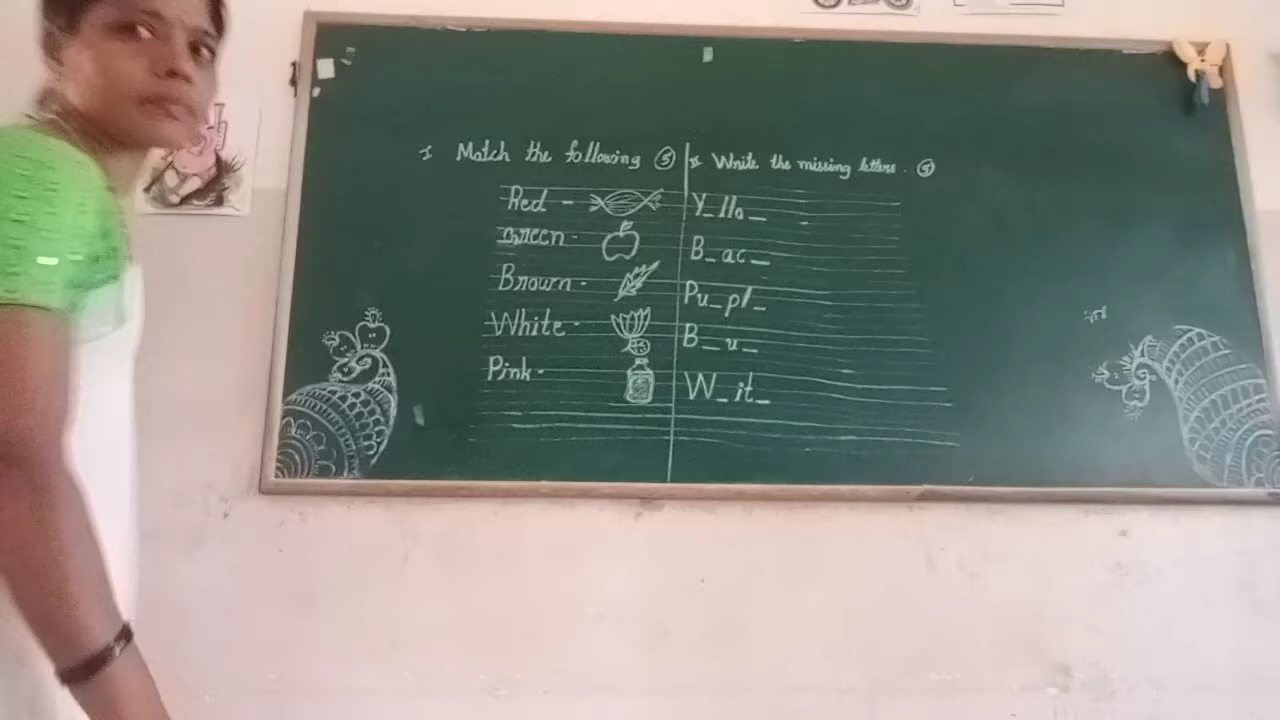 I Match the following 5
Red -
Green -
Brown -
White -
Pink -
II Write the missing letters. 5
Y_llo_
B_ac_
Pu_pl_
B__u_
W_it_